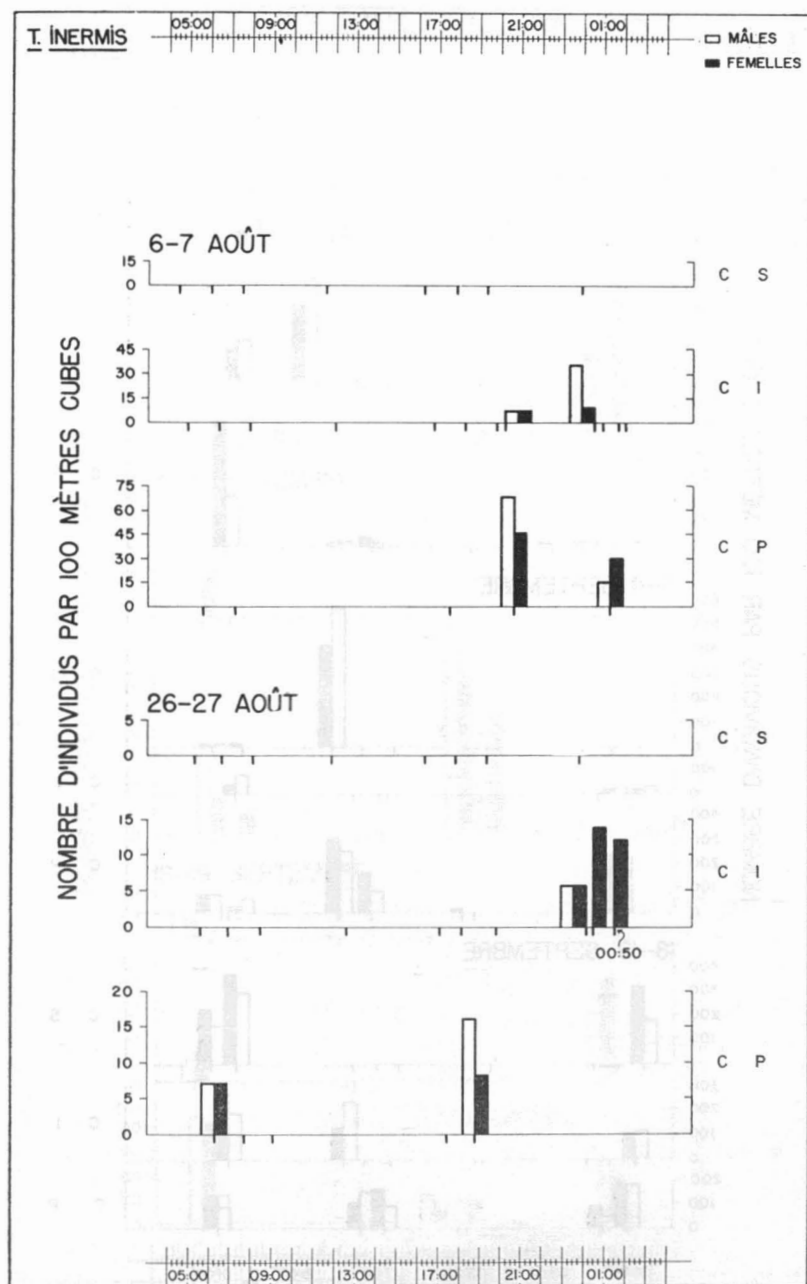 T. INERMIS
05:00 09:00 13:00 17:00 21:00 01:00
MÂLES
FEMELLES
NOMBRE D'INDIVIDUS PAR 100 MÈTRES CUBES
6-7 AOÛT
15
0
C S
45
30
15
0
C I
75
60
45
30
15
0
C P
26-27 AOÛT
5
0
C S
15
10
5
0
C I
?
00:50
20
15
10
5
0
C P
05:00 09:00 13:00 17:00 21:00 01:00